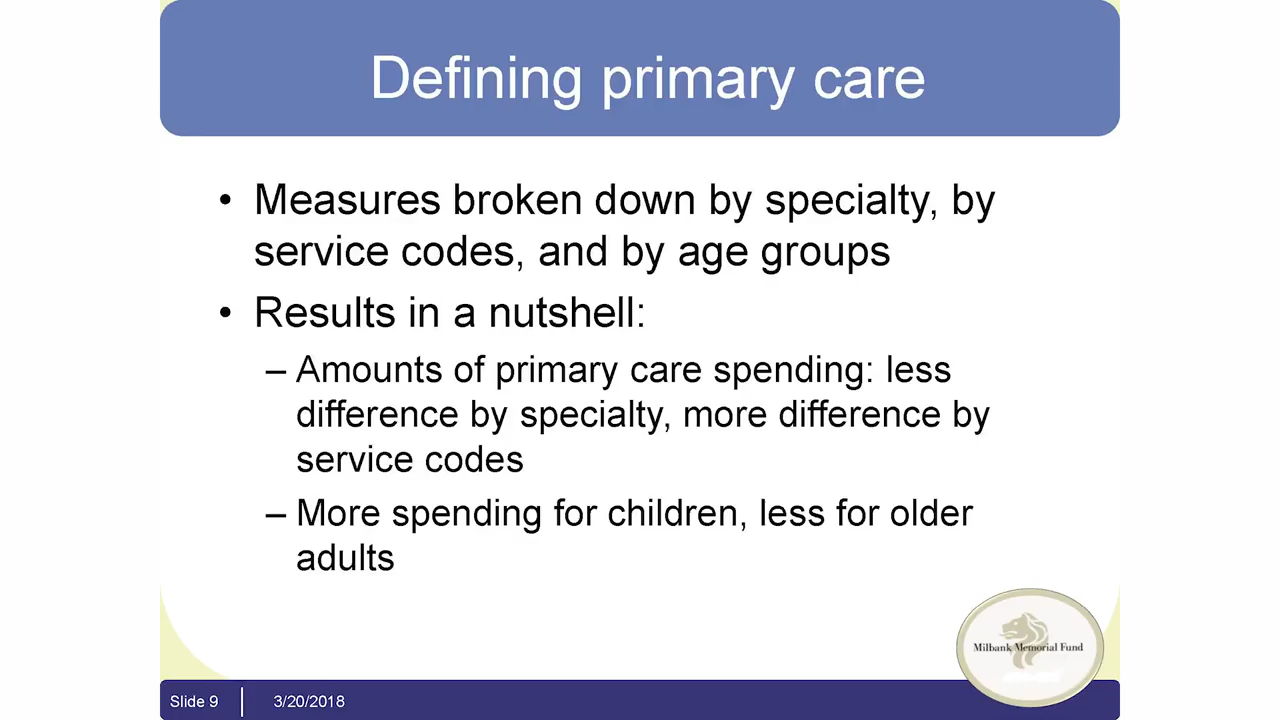 Defining primary care
• Measures broken down by specialty, by
service codes, and by age groups
• Results in a nutshell:
– Amounts of primary care spending: less
difference by specialty, more difference by
service codes
– More spending for children, less for older
adults
Milbank Memorial Fund
Slide 9
3/20/2018